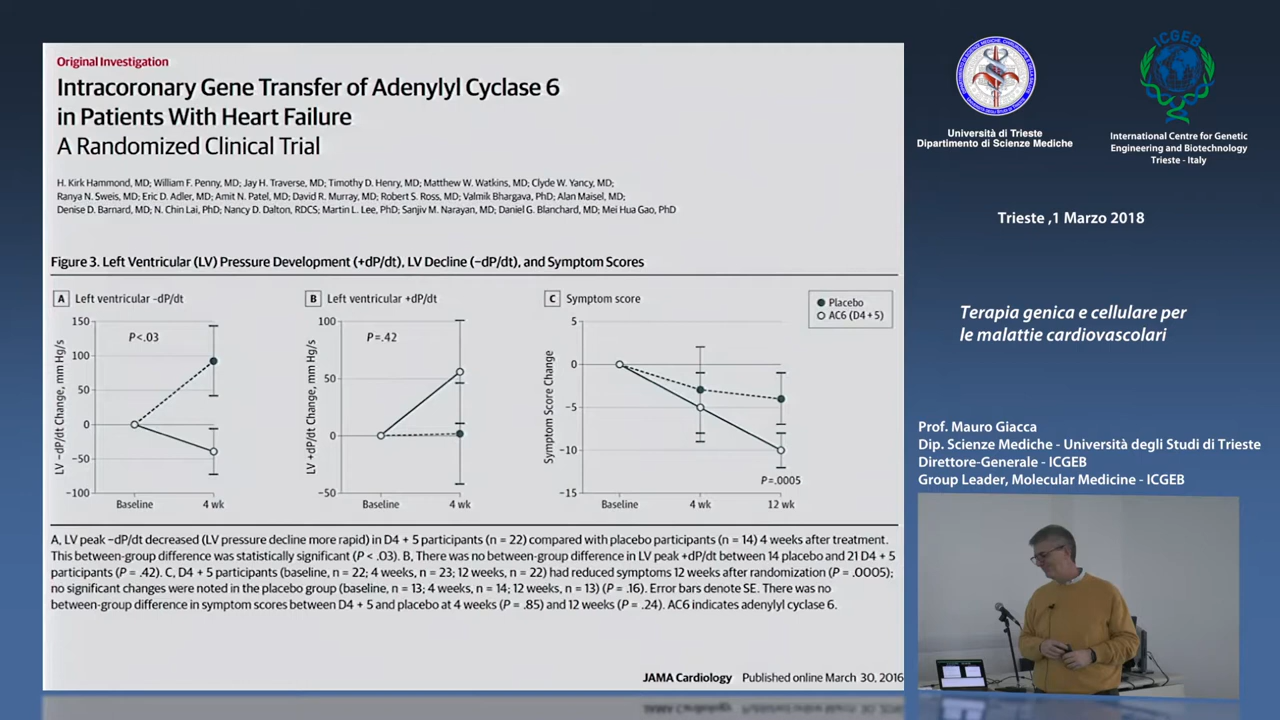 Original Investigation
Intracoronary Gene Transfer of Adenylyl Cyclase 6
in Patients With Heart Failure
A Randomized Clinical Trial
H. Kirk Hammond, MD; William F. Penny, MD; Jay H. Traverse, MD; Timothy D. Henry, MD; Matthew W. Watkins, MD; Clyde W. Yancy, MD;
Ranya N. Sweis, MD; Eric D. Adler, MD; Amit N. Patel, MD; David R. Murray, MD; Robert S. Ross, MD; Valmik Bhargava, PhD; Alan Maisel, MD;
Denise D. Barnard, MD; N. Chin Lai, PhD; Nancy D. Dalton, RDCS; Martin L. Lee, PhD; Sanjiv M. Narayan, MD; Daniel G. Blanchard, MD; Mei Hua Gao, PhD
Figure 3. Left Ventricular (LV) Pressure Development (+dP/dt), LV Decline (−dP/dt), and Symptom Scores
A Left ventricular −dP/dt
150
100
50
0
−50
−100
LV −dP/dt Change, mm Hg/s
P<.03
Baseline 4 wk
B Left ventricular +dP/dt
100
50
0
−50
LV +dP/dt Change, mm Hg/s
P=.42
Baseline 4 wk
C Symptom score
5
0
−5
−10
−15
Symptom Score Change
P=.0005
Baseline 4 wk 12 wk
Placebo
AC6 (D4+5)
A, LV peak −dP/dt decreased (LV pressure decline more rapid) in D4 + 5 participants (n = 22) compared with placebo participants (n = 14) 4 weeks after treatment.
This between-group difference was statistically significant (P < .03). B, There was no between-group difference in LV peak +dP/dt between 14 placebo and 21 D4 + 5
participants (P = .42). C, D4 + 5 participants (baseline, n = 22; 4 weeks, n = 23; 12 weeks, n = 22) had reduced symptoms 12 weeks after randomization (P = .0005);
no significant changes were noted in the placebo group (baseline, n = 13; 4 weeks, n = 14; 12 weeks, n = 13) (P = .16). Error bars denote SE. There was no
between-group difference in symptom scores between D4 + 5 and placebo at 4 weeks (P = .85) and 12 weeks (P = .24). AC6 indicates adenylyl cyclase 6.
JAMA Cardiology Published online March 30, 2016
Università di Trieste
Dipartimento di Scienze Mediche
ICGEB
International Centre for Genetic
Engineering and Biotechnology
Trieste - Italy
Trieste ,1 Marzo 2018
Terapia genica e cellulare per
le malattie cardiovascolari
Prof. Mauro Giacca
Dip. Scienze Mediche - Università degli Studi di Trieste
Direttore-Generale - ICGEB
Group Leader, Molecular Medicine - ICGEB